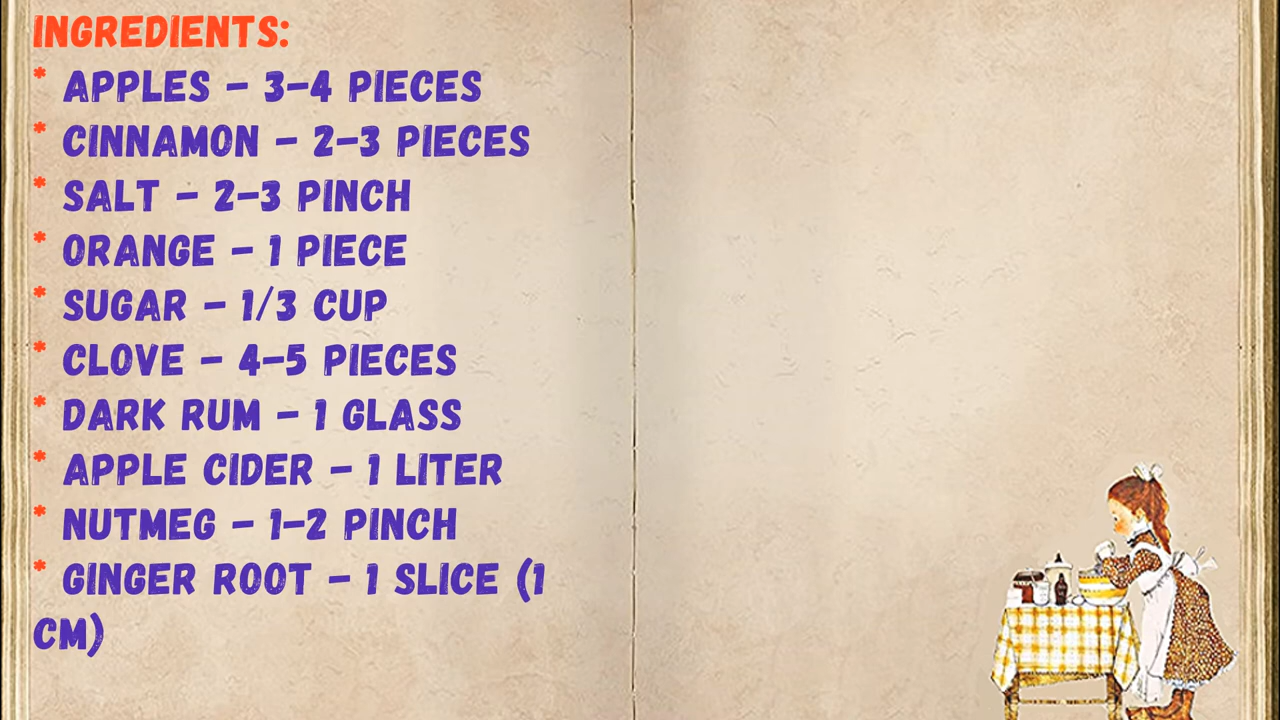 INGREDIENTS:
* APPLES – 3–4 PIECES
* CINNAMON – 2–3 PIECES
* SALT – 2–3 PINCH
* ORANGE – 1 PIECE
* SUGAR – 1/3 CUP
* CLOVE – 4–5 PIECES
* DARK RUM – 1 GLASS
* APPLE CIDER – 1 LITER
* NUTMEG – 1–2 PINCH
* GINGER ROOT – 1 SLICE (1
CM)